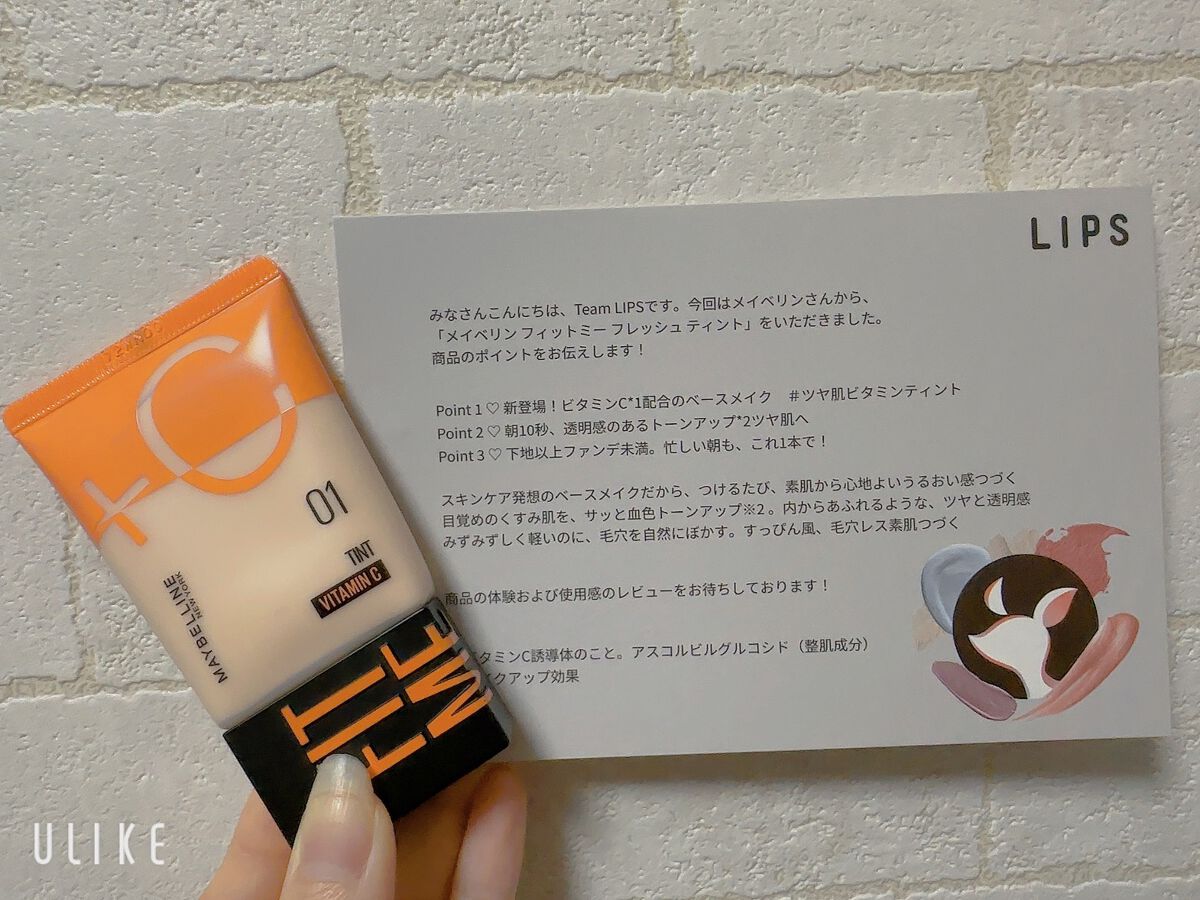 LIPS
みなさんこんにちは、Team LIPSです。今回はメイベリンさんから、
「メイベリン フィットミー フレッシュ ティント」をいただきました。
商品のポイントをお伝えします！
Point 1 ♡ 新登場！ビタミンC*1配合のベースメイク　＃ツヤ肌ビタミンティント
Point 2 ♡ 朝10秒、透明感のあるトーンアップ*2ツヤ肌へ
Point 3 ♡ 下地以上ファンデ未満。忙しい朝も、これ1本で！
スキンケア発想のベースメイクだから、つけるたび、素肌から心地よいうるおい感つづく
目覚めのくすみ肌を、サッと血色トーンアップ※2 。内からあふれるような、ツヤと透明感
みずみずしく軽いのに、毛穴を自然にぼかす。すっぴん風、毛穴レス素肌つづく
商品の体験および使用感のレビューをお待ちしております！
タミンC誘導体のこと。アスコルビルグルコシド（整肌成分）
イクアップ効果
+C
01
TINT
VITAMIN C
MAYBELLINE
NEW YORK
FIT
ME
ULIKE